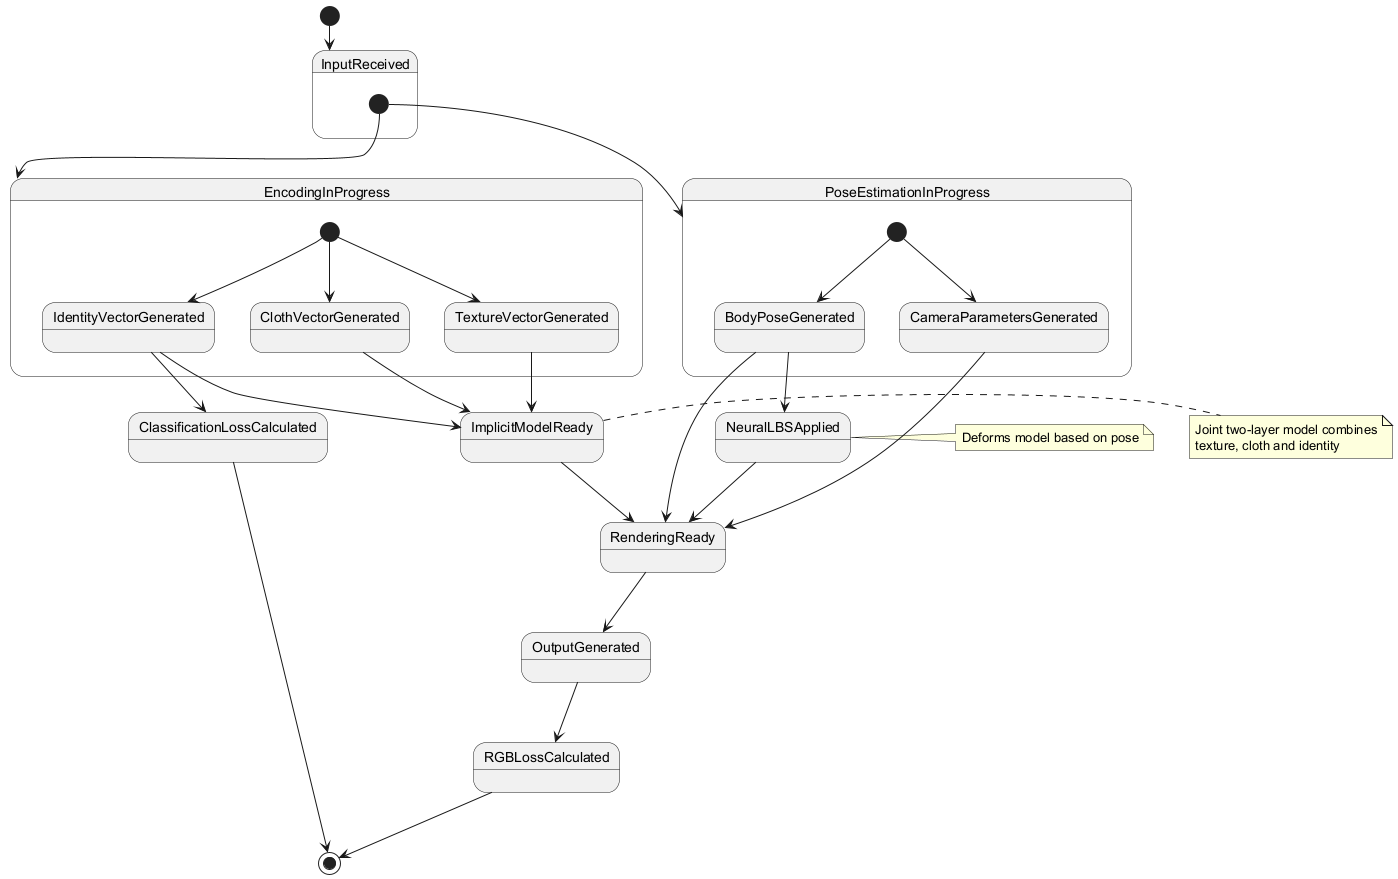 InputReceived
EncodingInProgress
PoseEstimationInProgress
IdentityVectorGenerated
ClothVectorGenerated
TextureVectorGenerated
BodyPoseGenerated
CameraParametersGenerated
ClassificationLossCalculated
ImplicitModelReady
NeuralLBSApplied
Deforms model based on pose
Joint two-layer model combines
texture, cloth and identity
RenderingReady
OutputGenerated
RGBLossCalculated